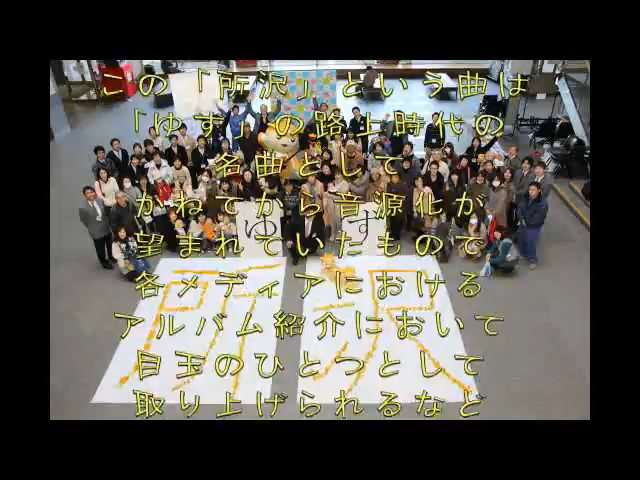 この「所沢」という曲は
「ゆず」の路上時代の
名曲として
かねてから音源化が
望まれていたもので
各メディアにおける
アルバム紹介において
目玉のひとつとして
取り上げられるなど
ゆず
所沢